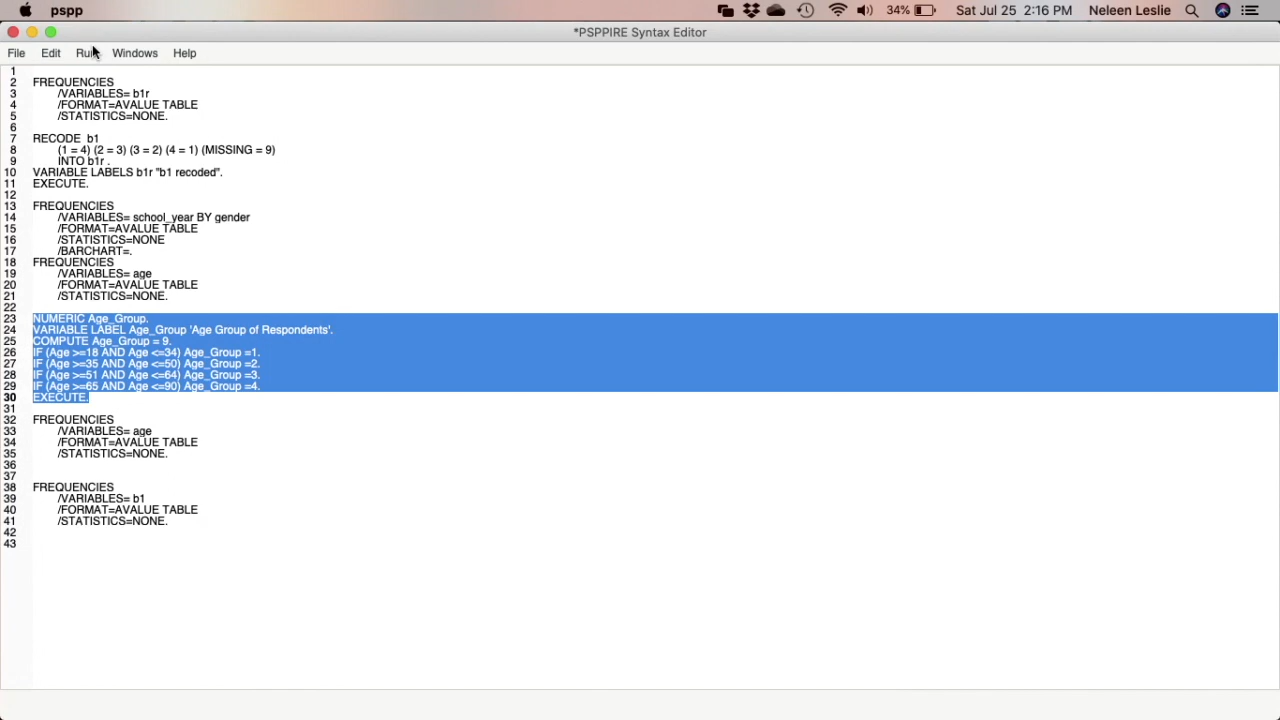 pspp
34%
Sat Jul 25 2:16 PM
Neleen Leslie
*PSPPIRE Syntax Editor
File Edit Windows Help
1
2 FREQUENCIES
3 /VARIABLES= b1r
4 /FORMAT=AVALUE TABLE
5 /STATISTICS=NONE.
6
7 RECODE b1
8 (1 = 4) (2 = 3) (3 = 2) (4 = 1) (MISSING = 9)
9 INTO b1r .
10 VARIABLE LABELS b1r "b1 recoded".
11 EXECUTE.
12
13 FREQUENCIES
14 /VARIABLES= school_year BY gender
15 /FORMAT=AVALUE TABLE
16 /STATISTICS=NONE
17 /BARCHART=.
18 FREQUENCIES
19 /VARIABLES= age
20 /FORMAT=AVALUE TABLE
21 /STATISTICS=NONE.
22
23 NUMERIC Age_Group.
24 VARIABLE LABEL Age_Group 'Age Group of Respondents'.
25 COMPUTE Age_Group = 9.
26 IF (Age >=18 AND Age <=34) Age_Group =1.
27 IF (Age >=35 AND Age <=50) Age_Group =2.
28 IF (Age >=51 AND Age <=64) Age_Group =3.
29 IF (Age >=65 AND Age <=90) Age_Group =4.
30 EXECUTE.
31
32 FREQUENCIES
33 /VARIABLES= age
34 /FORMAT=AVALUE TABLE
35 /STATISTICS=NONE.
36
37
38 FREQUENCIES
39 /VARIABLES= b1
40 /FORMAT=AVALUE TABLE
41 /STATISTICS=NONE.
42
43